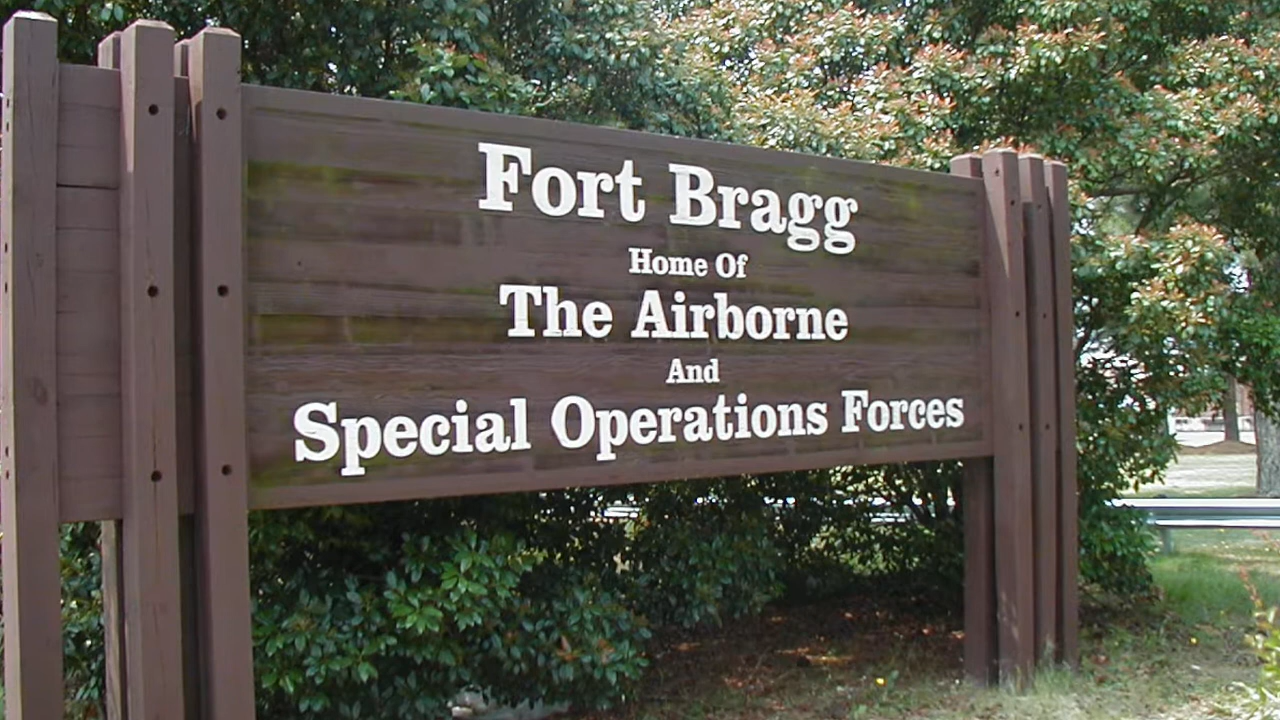 Fort Bragg
Home Of
The Airborne
And
Special Operations Forces